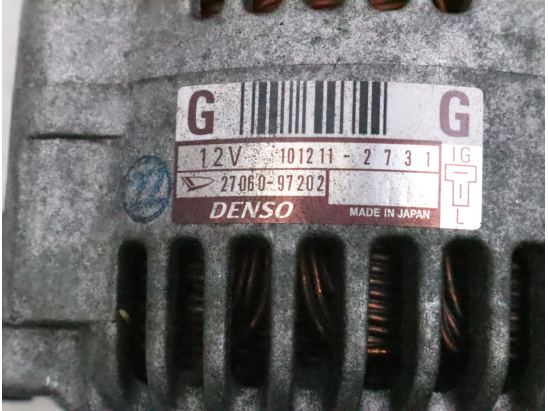 G G
12V 101211-2731 IG
27060-97202
DENSO MADE IN JAPAN L